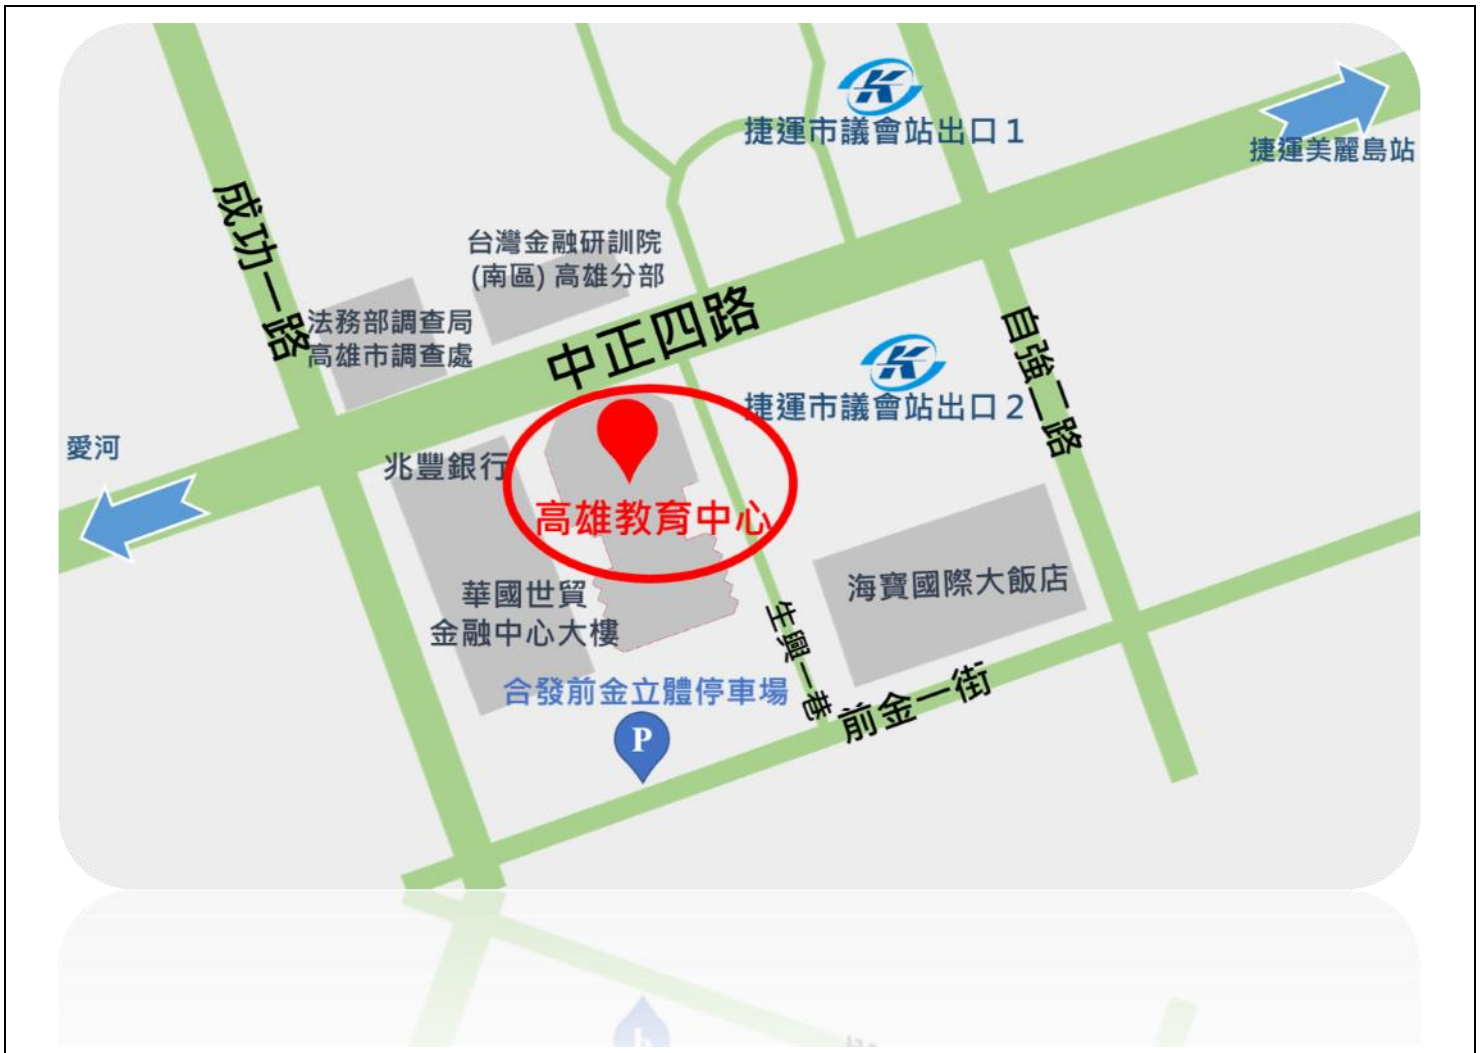 捷運市議會站出口1
捷運美麗島站
成功一路
台灣金融研訓院
(南區) 高雄分部
法務部調查局
高雄市調查處
中正四路
自強二路
捷運市議會站出口2
愛河
兆豐銀行
高雄教育中心
華國世貿
金融中心大樓
海寶國際大飯店
生興一巷
合發前金立體停車場
前金一街
P